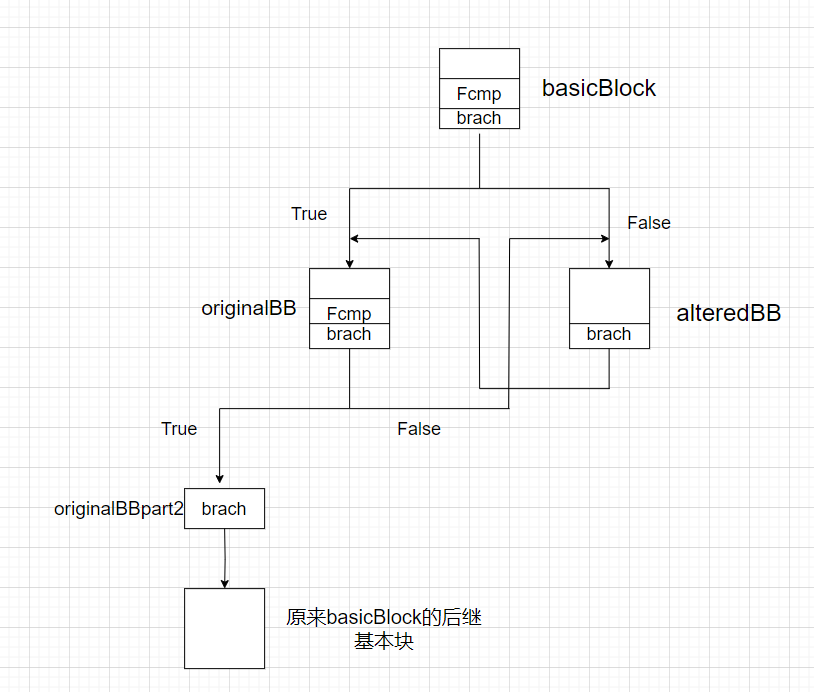 Fcmp
brach
basicBlock
True
False
originalBB
Fcmp
brach
brach
alteredBB
True
False
originalBBpart2
brach
原来basicBlock的后继
基本块